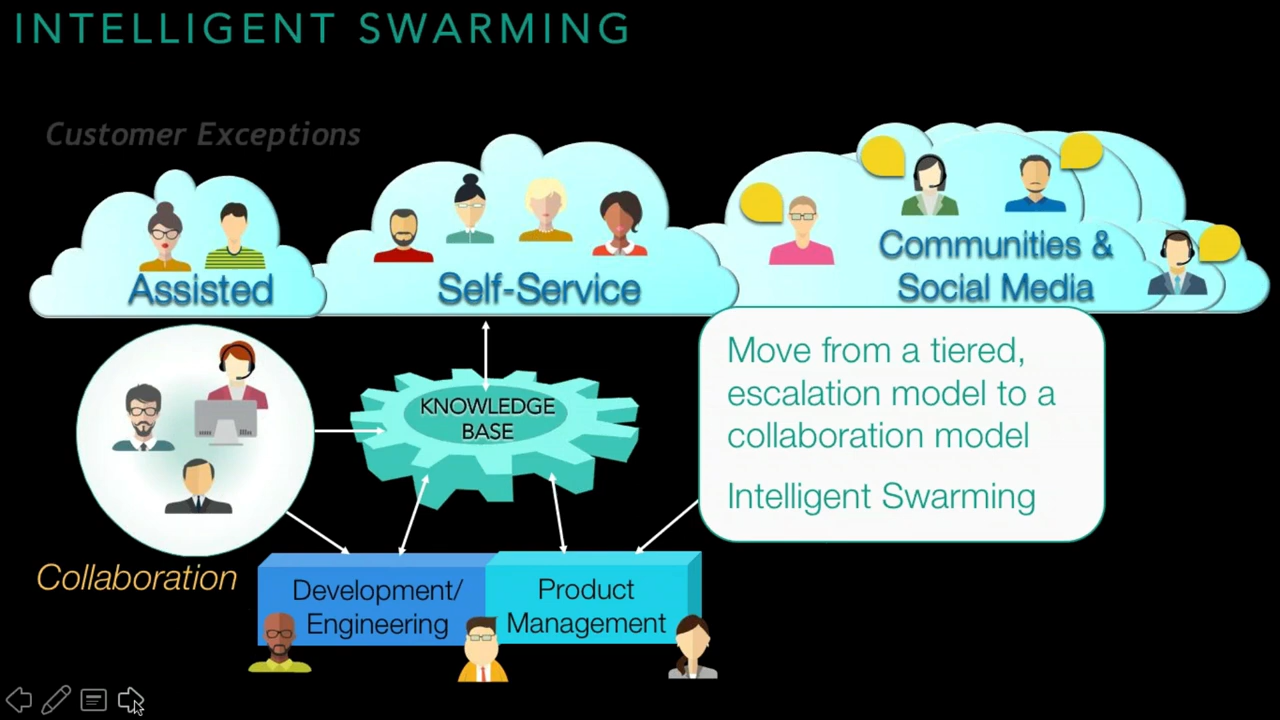 INTELLIGENT SWARMING
Customer Exceptions
Assisted
Self-Service
Communities &
Social Media
KNOWLEDGE
BASE
Move from a tiered,
escalation model to a
collaboration model
Intelligent Swarming
Collaboration
Development/
Engineering
Product
Management